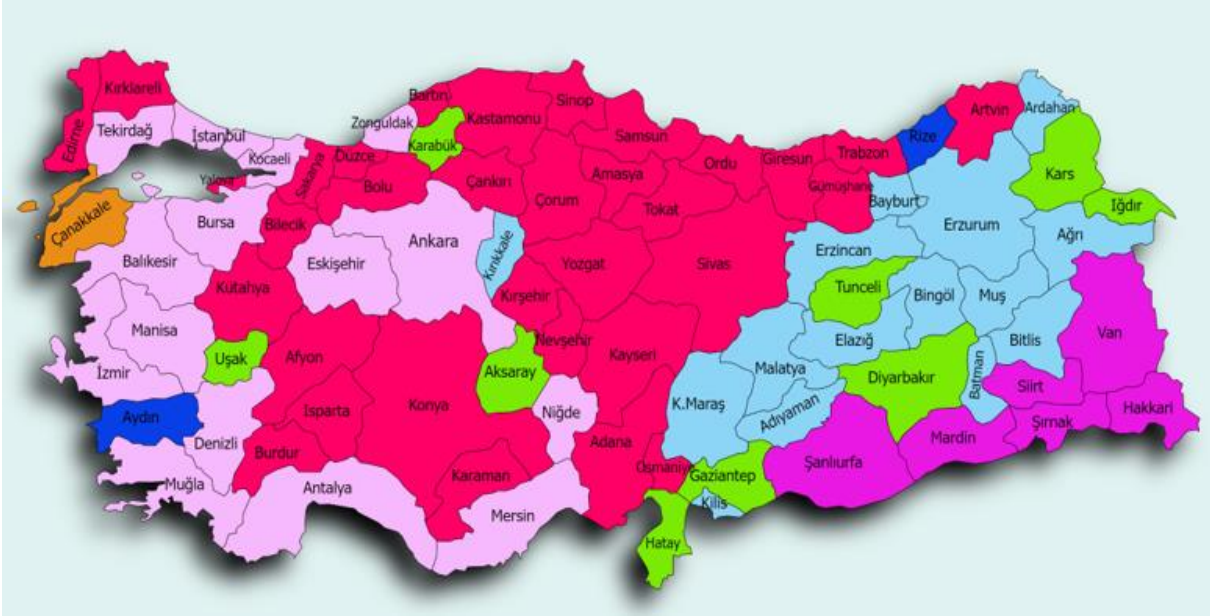 Kırklareli
Edirne
Tekirdağ
İstanbul
Kocaeli
Yalova
Sakarya
Düzce
Bolu
Zonguldak
Bartın
Karabük
Kastamonu
Sinop
Samsun
Çankırı
Çorum
Amasya
Tokat
Ordu
Giresun
Trabzon
Gümüşhane
Rize
Artvin
Ardahan
Kars
Iğdır
Bayburt
Erzurum
Ağrı
Çanakkale
Balıkesir
Bursa
Bilecik
Eskişehir
Ankara
Kırıkkale
Yozgat
Sivas
Erzincan
Tunceli
Bingöl
Muş
Bitlis
Van
Kütahya
Manisa
Uşak
Afyon
Kırşehir
Nevşehir
Kayseri
Malatya
Elazığ
Diyarbakır
Batman
Siirt
Şırnak
Hakkari
İzmir
Aydın
Denizli
Isparta
Burdur
Konya
Aksaray
Niğde
Adana
K.Maraş
Adıyaman
Mardin
Şanlıurfa
Muğla
Antalya
Karaman
Mersin
Osmaniye
Gaziantep
Kilis
Hatay